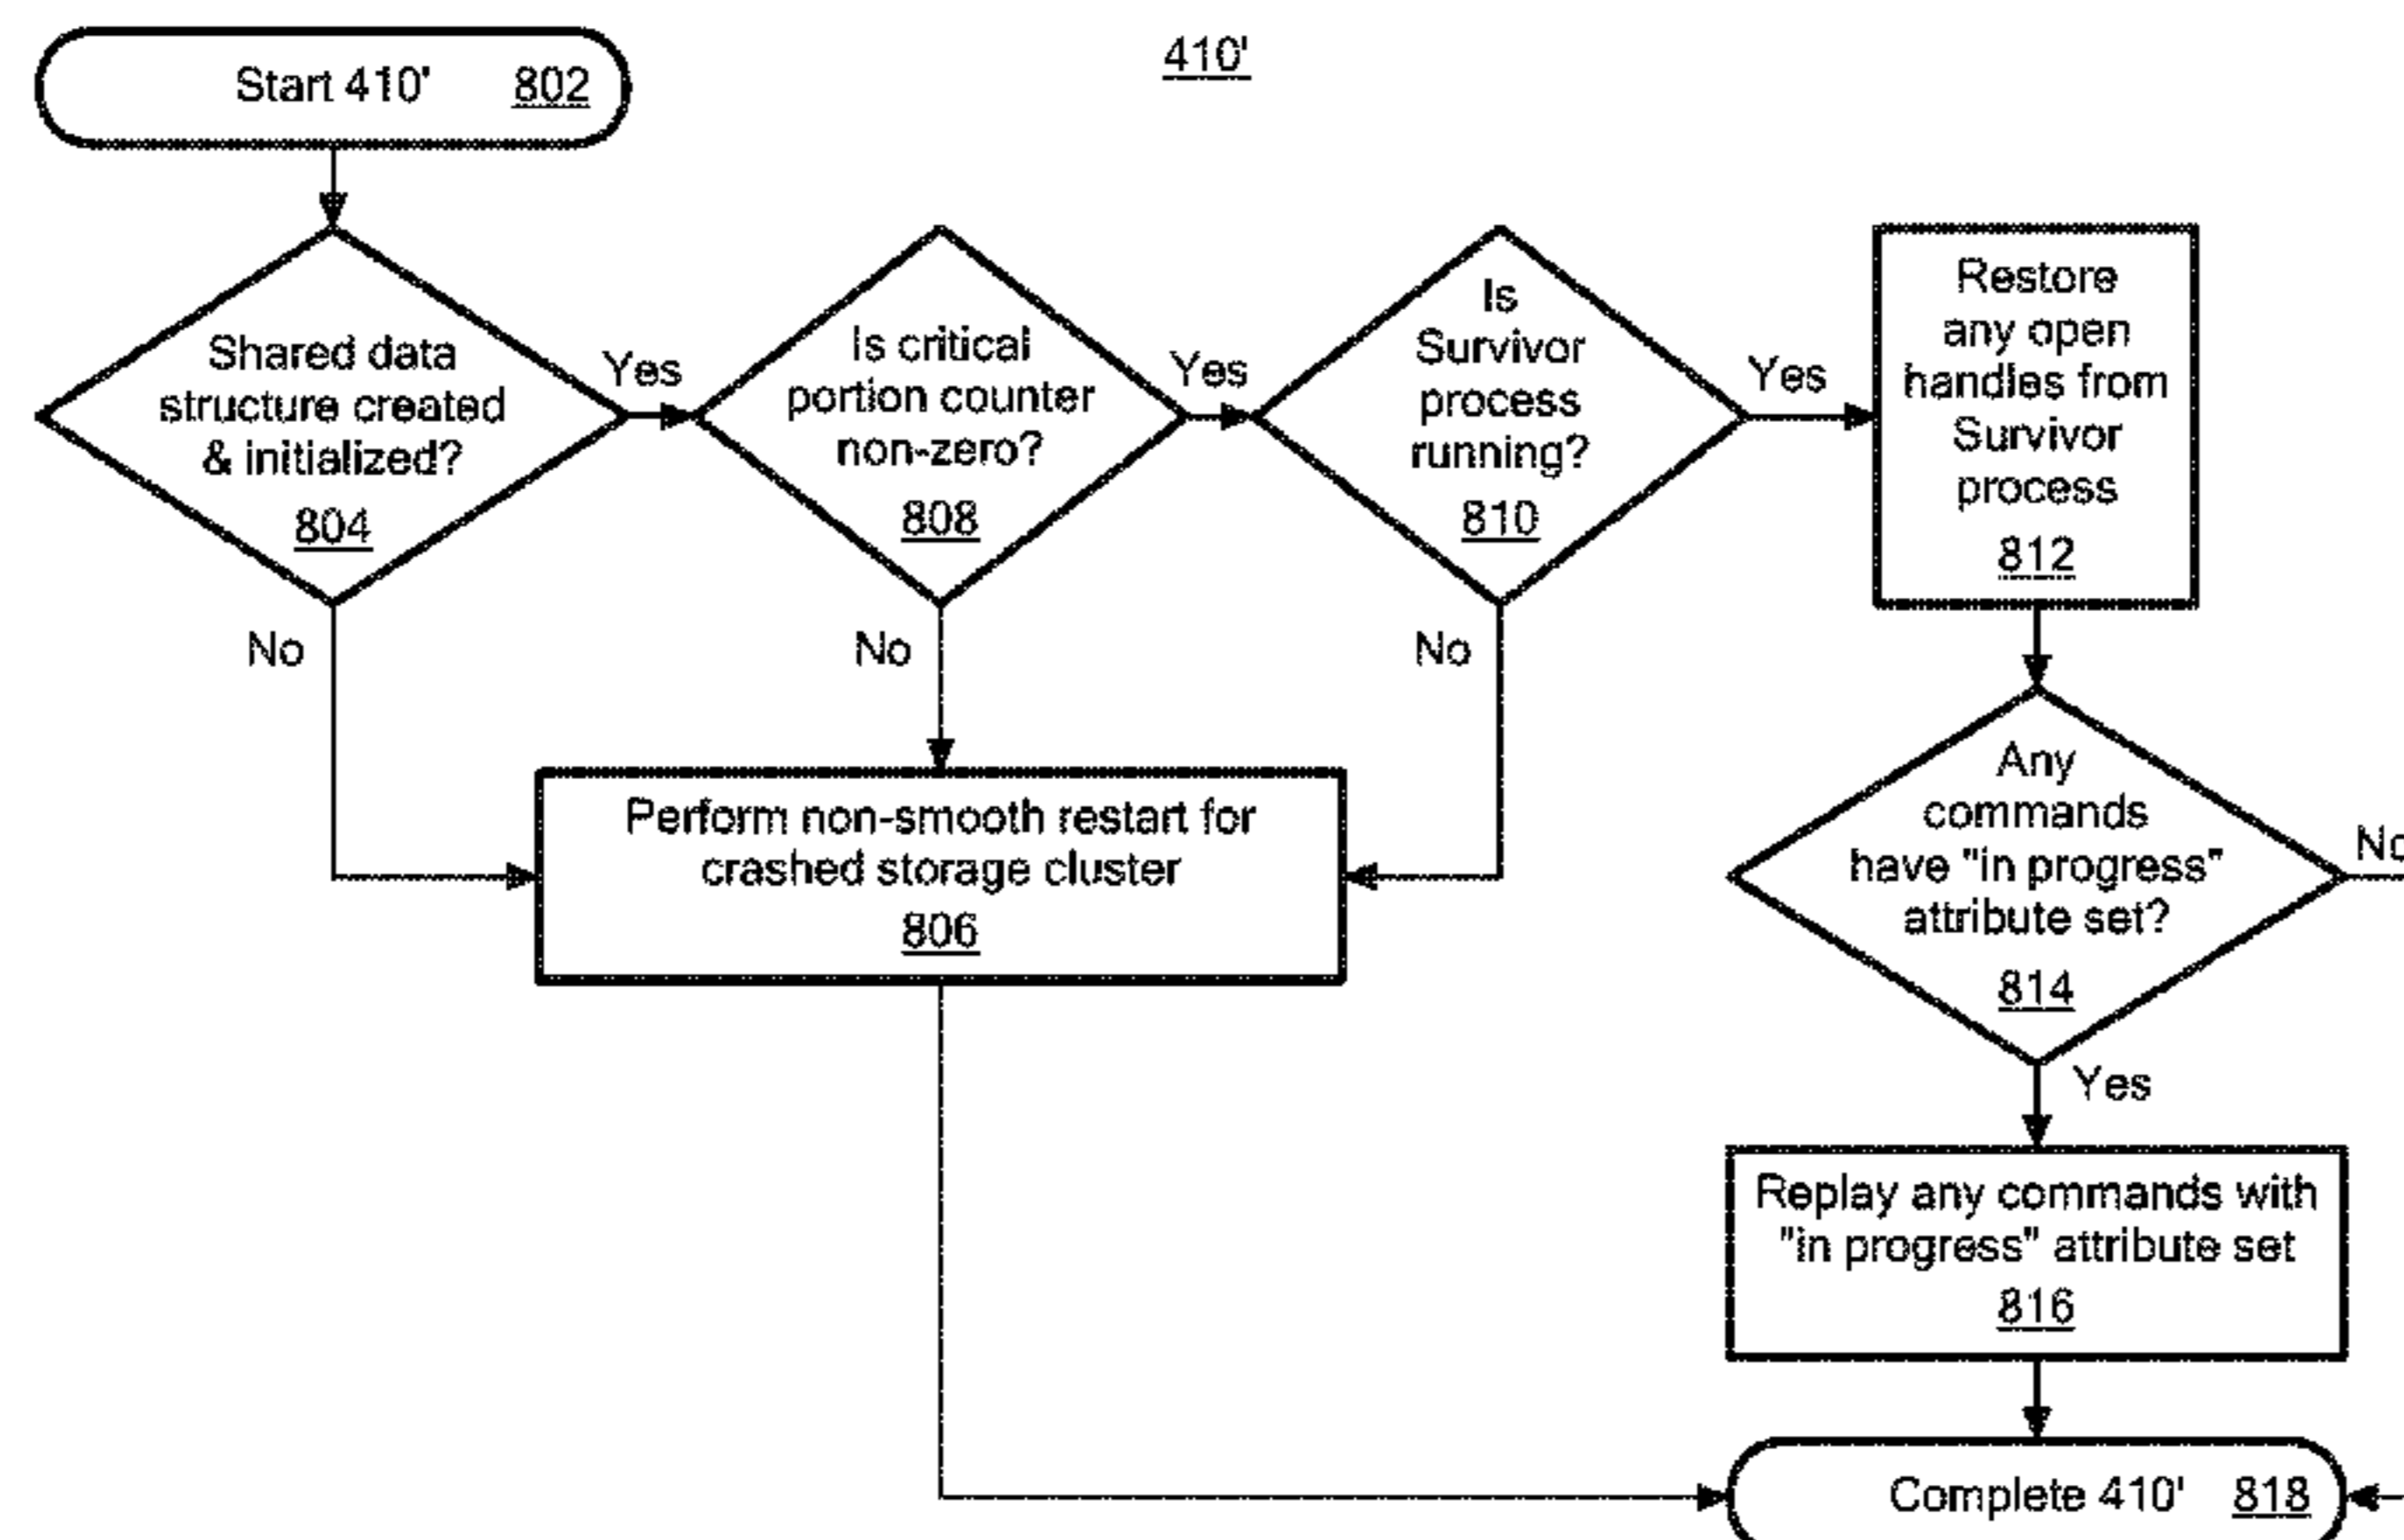 410'
Start 410' 802
Shared data
structure created
& initialized?
804
Yes
No
Is critical
portion counter
non-zero?
808
Yes
No
Is
Survivor
process
running?
810
Yes
No
Restore
any open
handles from
Survivor
process
812
Perform non-smooth restart for
crashed storage cluster
806
Any
commands
have "in progress"
attribute set?
814
No
Yes
Replay any commands with
"in progress" attribute set
816
Complete 410' 818